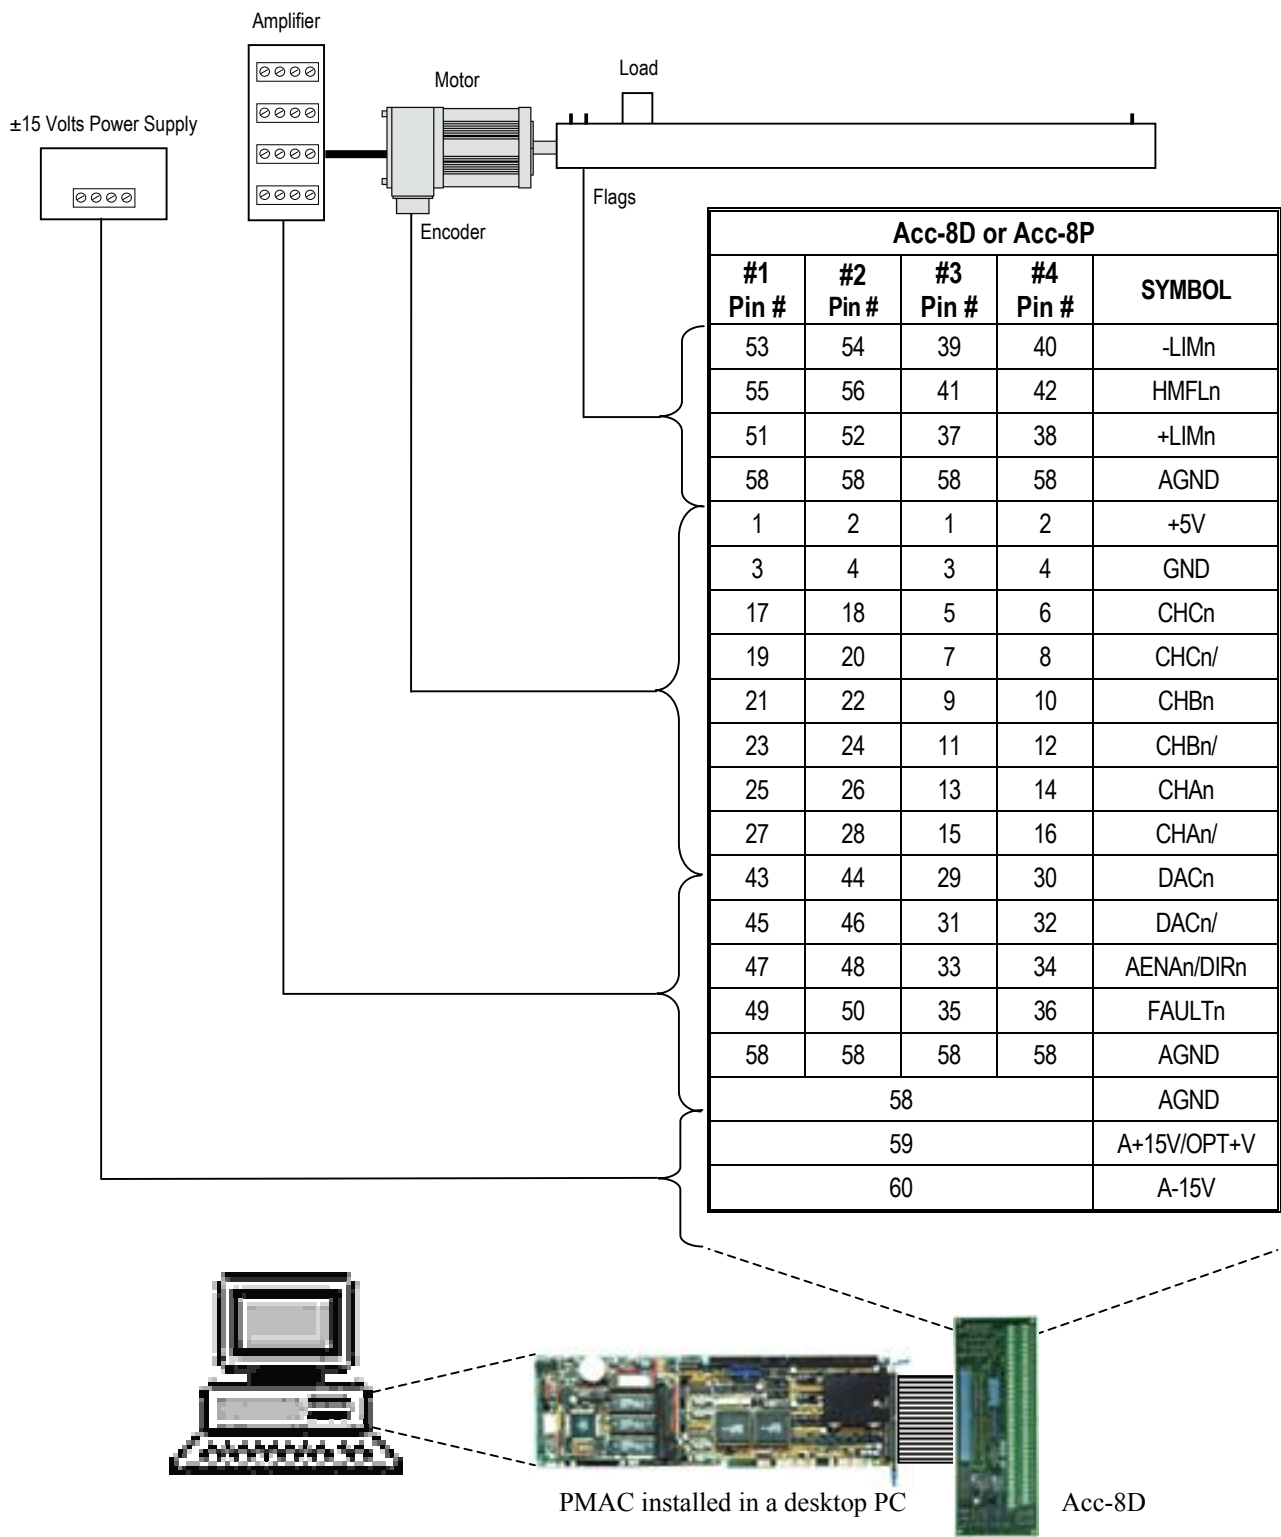 Amplifier
Motor
Load
±15 Volts Power Supply
Flags
Encoder
Acc-8D or Acc-8P
#1 Pin # #2 Pin # #3 Pin # #4 Pin # SYMBOL
53 54 39 40 -LIMn
55 56 41 42 HMFLn
51 52 37 38 +LIMn
58 58 58 58 AGND
1 2 1 2 +5V
3 4 3 4 GND
17 18 5 6 CHCn
19 20 7 8 CHCn/
21 22 9 10 CHBn
23 24 11 12 CHBn/
25 26 13 14 CHAn
27 28 15 16 CHAn/
43 44 29 30 DACn
45 46 31 32 DACn/
47 48 33 34 AENAn/DIRn
49 50 35 36 FAULTn
58 58 58 58 AGND
58 AGND
59 A+15V/OPT+V
60 A-15V
PMAC installed in a desktop PC
Acc-8D